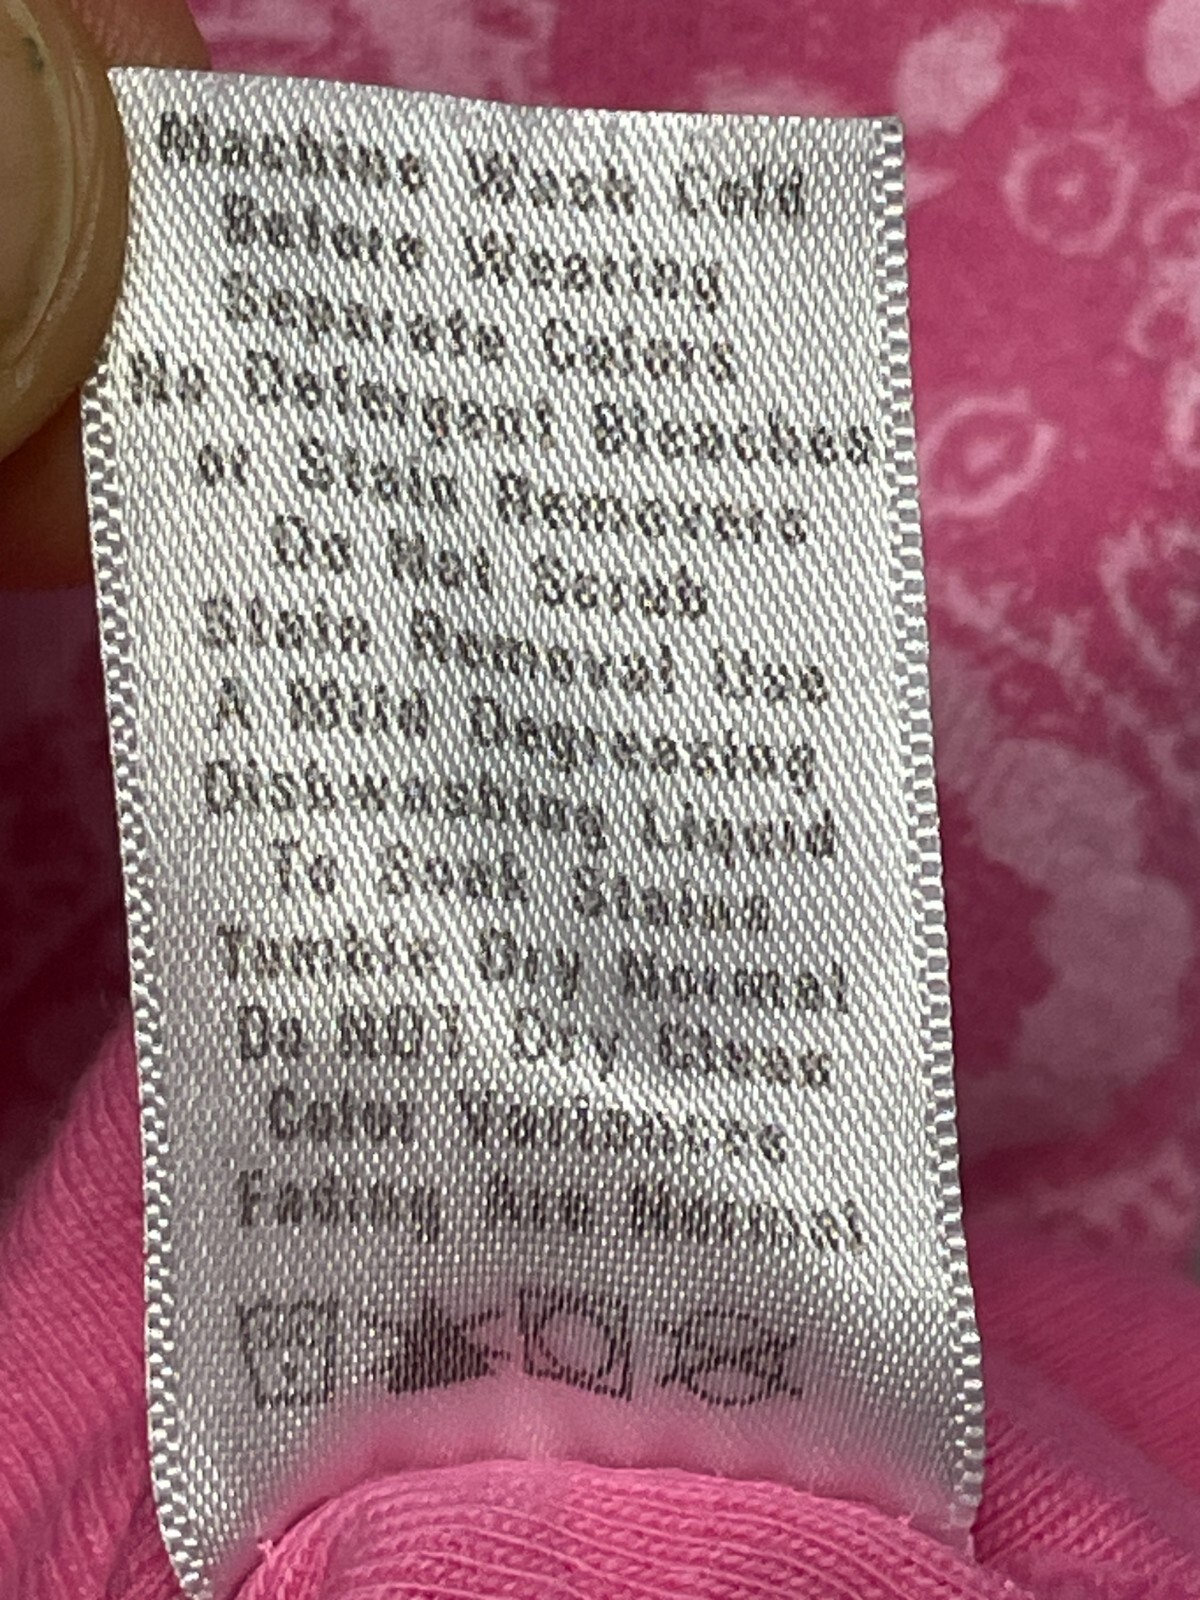 Machine Wash Cold
Before Wearing
Separate Colors
No Detergent Bleaches
or Stain Removers
Do Not Scrub
Stain Removal Use
A Mild Degreasing
Dishwashing Liquid
To Soak Stains
Tumble Dry Normal
Do NOT Dry Clean
Color Variations
Fading Are Normal